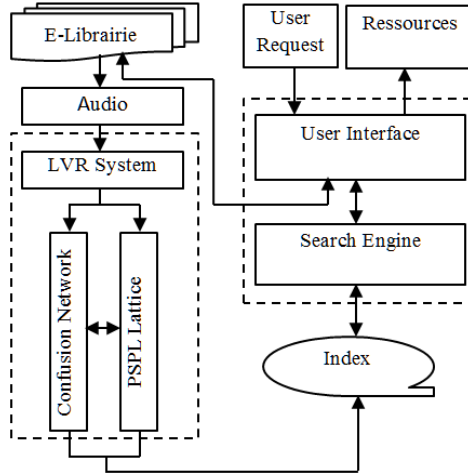 E-Librairie
Audio
LVR System
Confusion Network
PSPL Lattice
User
Request
Ressources
User Interface
Search Engine
Index